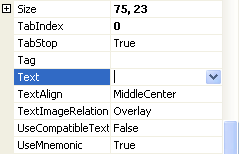 Size 75, 23
TabIndex 0
TabStop True
Tag
Text
TextAlign MiddleCenter
TextImageRelation Overlay
UseCompatibleText False
UseMnemonic True